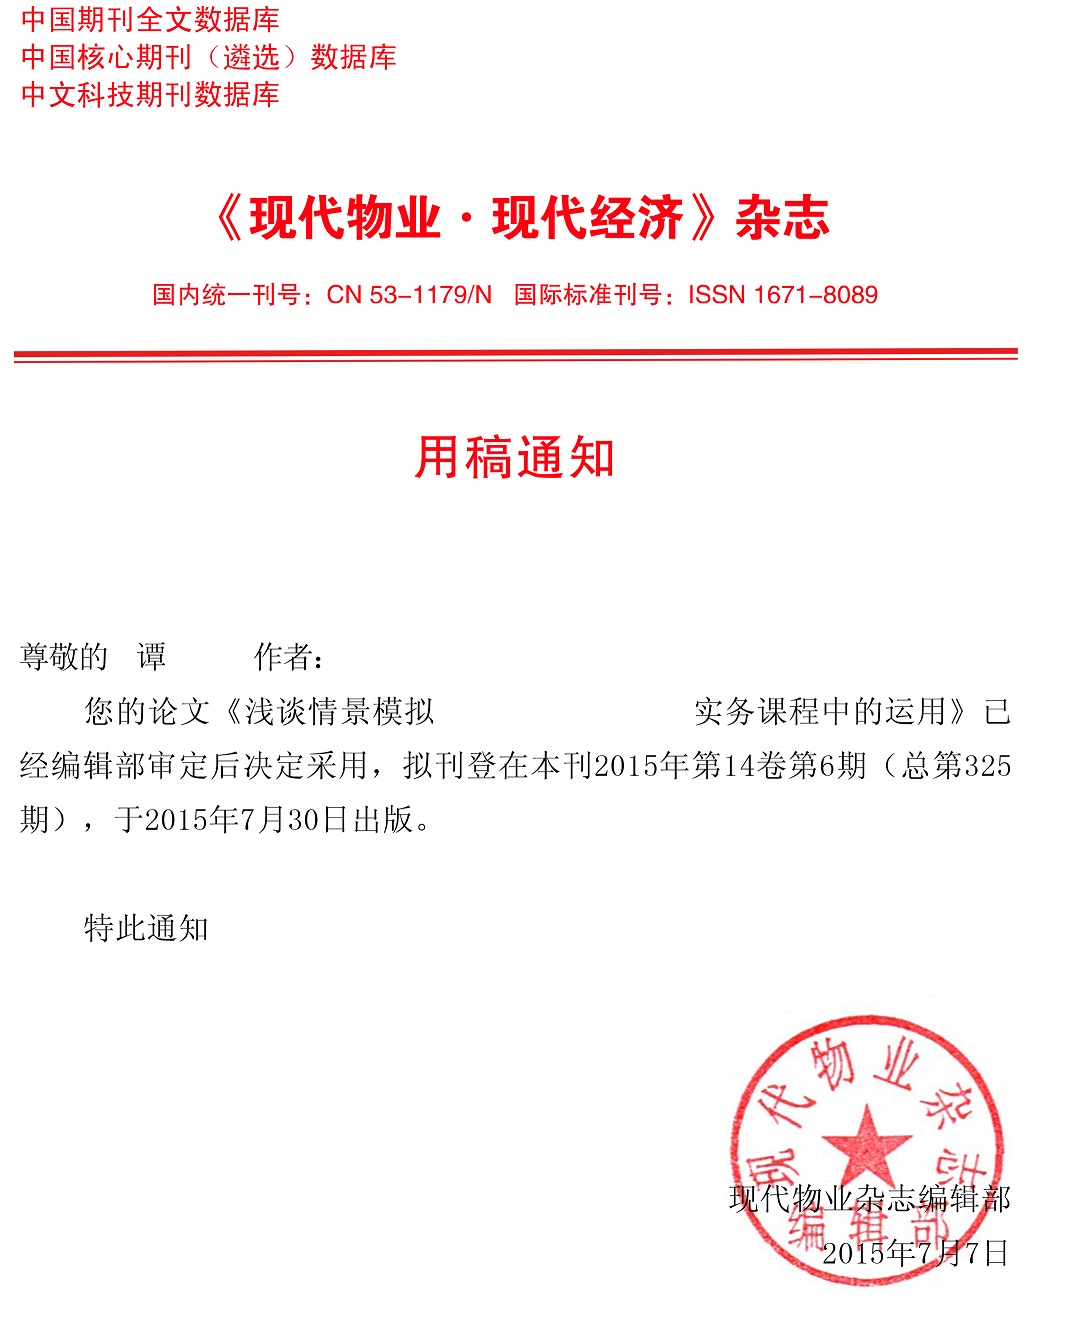 中国期刊全文数据库
中国核心期刊（遴选）数据库
中文科技期刊数据库
《现代物业·现代经济》杂志
国内统一刊号：CN 53-1179/N 国际标准刊号：ISSN 1671-8089
用稿通知
尊敬的 谭 作者：
您的论文《浅谈情景模拟 实务课程中的运用》已
经编辑部审定后决定采用，拟刊登在本刊2015年第14卷第6期（总第325
期），于2015年7月30日出版。
特此通知
现代物业杂志
编辑部
现代物业杂志编辑部
2015年7月7日